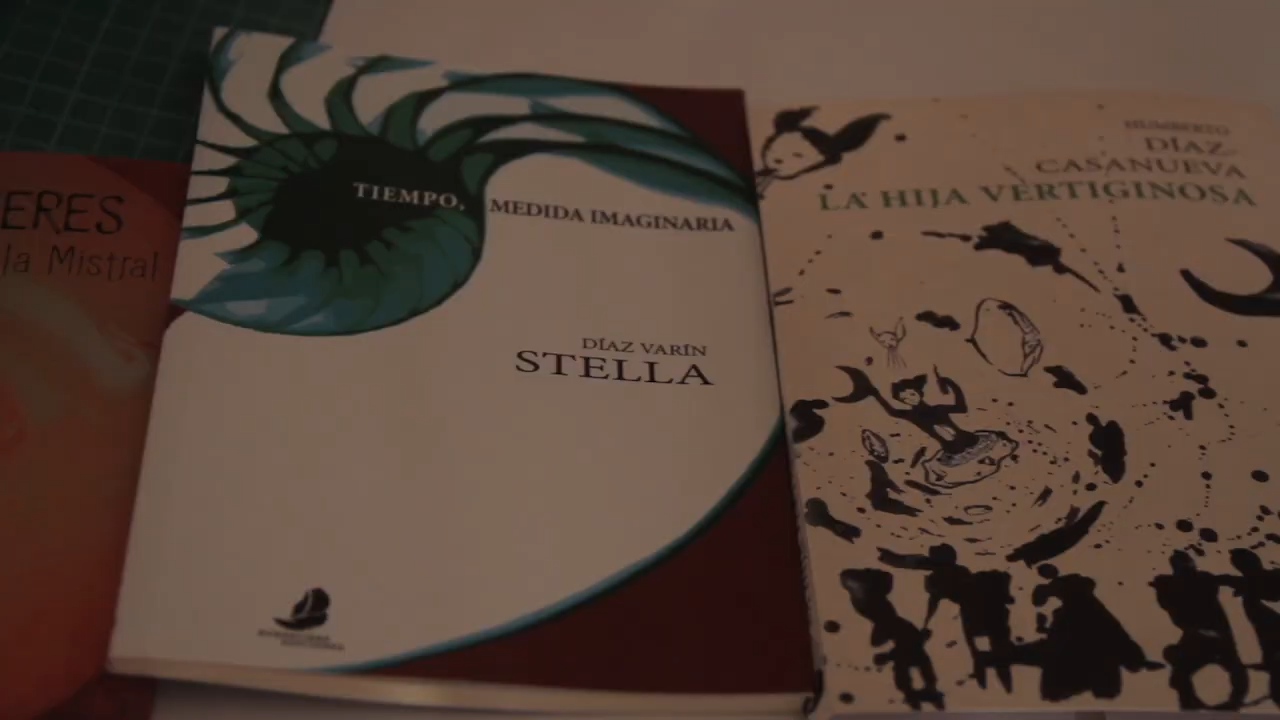 ERES
la Mistral
TIEMPO, MEDIDA IMAGINARIA
DÍAZ VARÍN
STELLA
HUMBERTO
DÍAZ
CASANUEVA
LA HIJA VERTIGINOSA